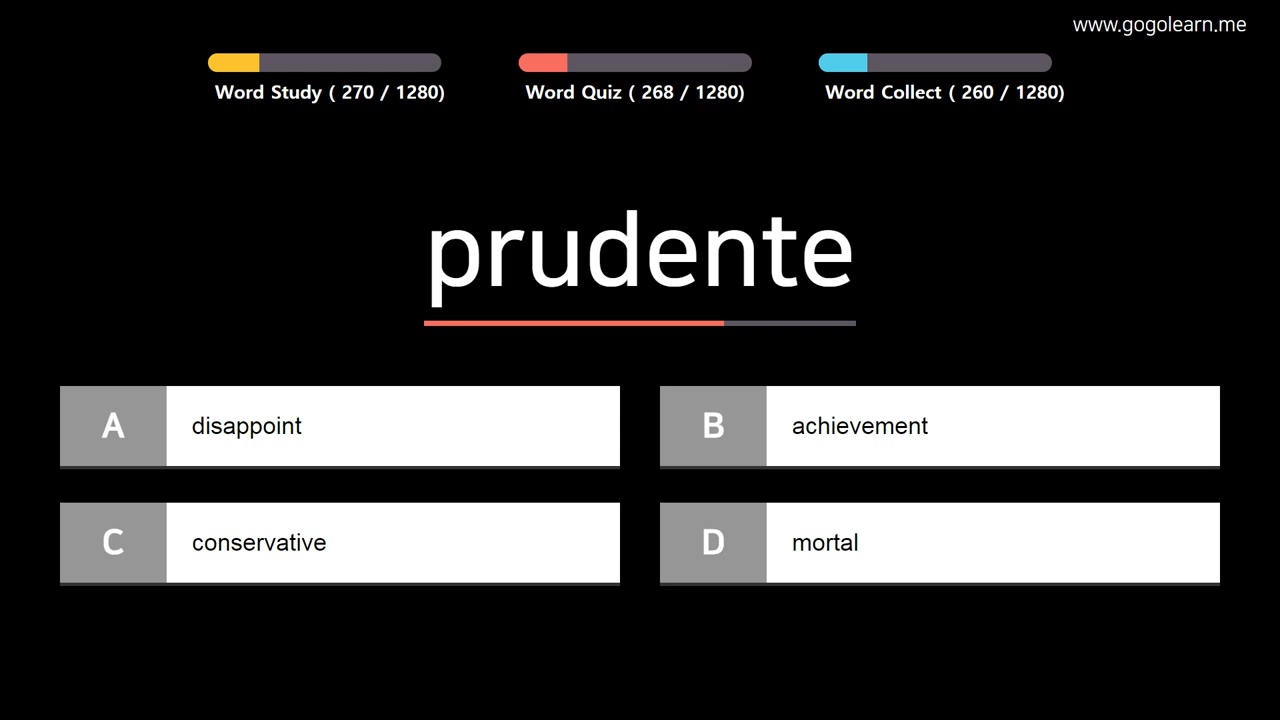 www.gogolearn.me
Word Study ( 270 / 1280)
Word Quiz ( 268 / 1280)
Word Collect ( 260 / 1280)
prudente
A disappoint
B achievement
C conservative
D mortal